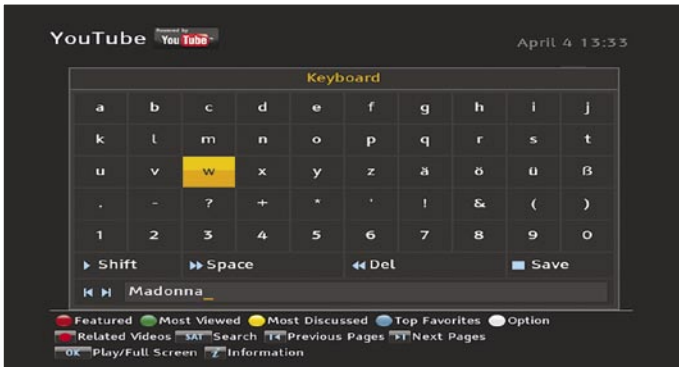 YouTube Powered by You Tube April 4 13:33
Keyboard
a b c d e f g h i j
k l m n o p q r s t
u v w x y z ä ö ü ß
. - ? + * ' ! & ( )
1 2 3 4 5 6 7 8 9 0
Shift Space Del Save
Madonna_
Featured Most Viewed Most Discussed Top Favorites Option
Related Videos SAT Search Previous Pages Next Pages
OK Play/Full Screen Z Information